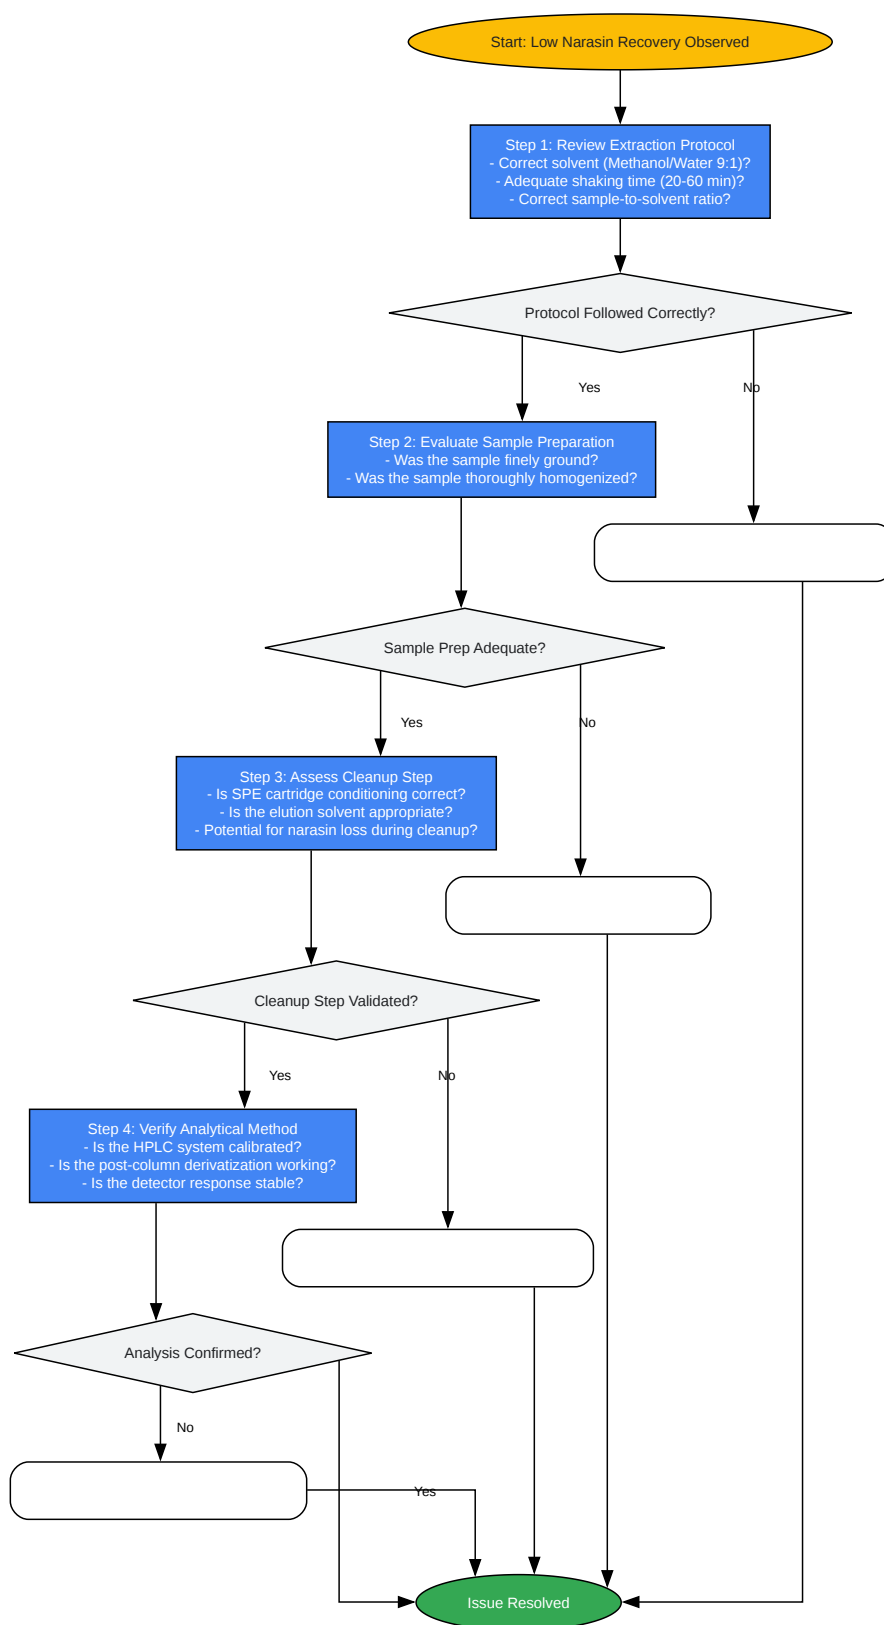 Start: Low Narasin Recovery Observed
Step 1: Review Extraction Protocol
- Correct solvent (Methanol/Water 9:1)?
- Adequate shaking time (20-60 min)?
- Correct sample-to-solvent ratio?
Protocol Followed Correctly?
Yes
No
Step 2: Evaluate Sample Preparation
- Was the sample finely ground?
- Was the sample thoroughly homogenized?
Sample Prep Adequate?
Yes
No
Step 3: Assess Cleanup Step
- Is SPE cartridge conditioning correct?
- Is the elution solvent appropriate?
- Potential for narasin loss during cleanup?
Cleanup Step Validated?
Yes
No
Step 4: Verify Analytical Method
- Is the HPLC system calibrated?
- Is the post-column derivatization working?
- Is the detector response stable?
Analysis Confirmed?
No
Yes
Issue Resolved